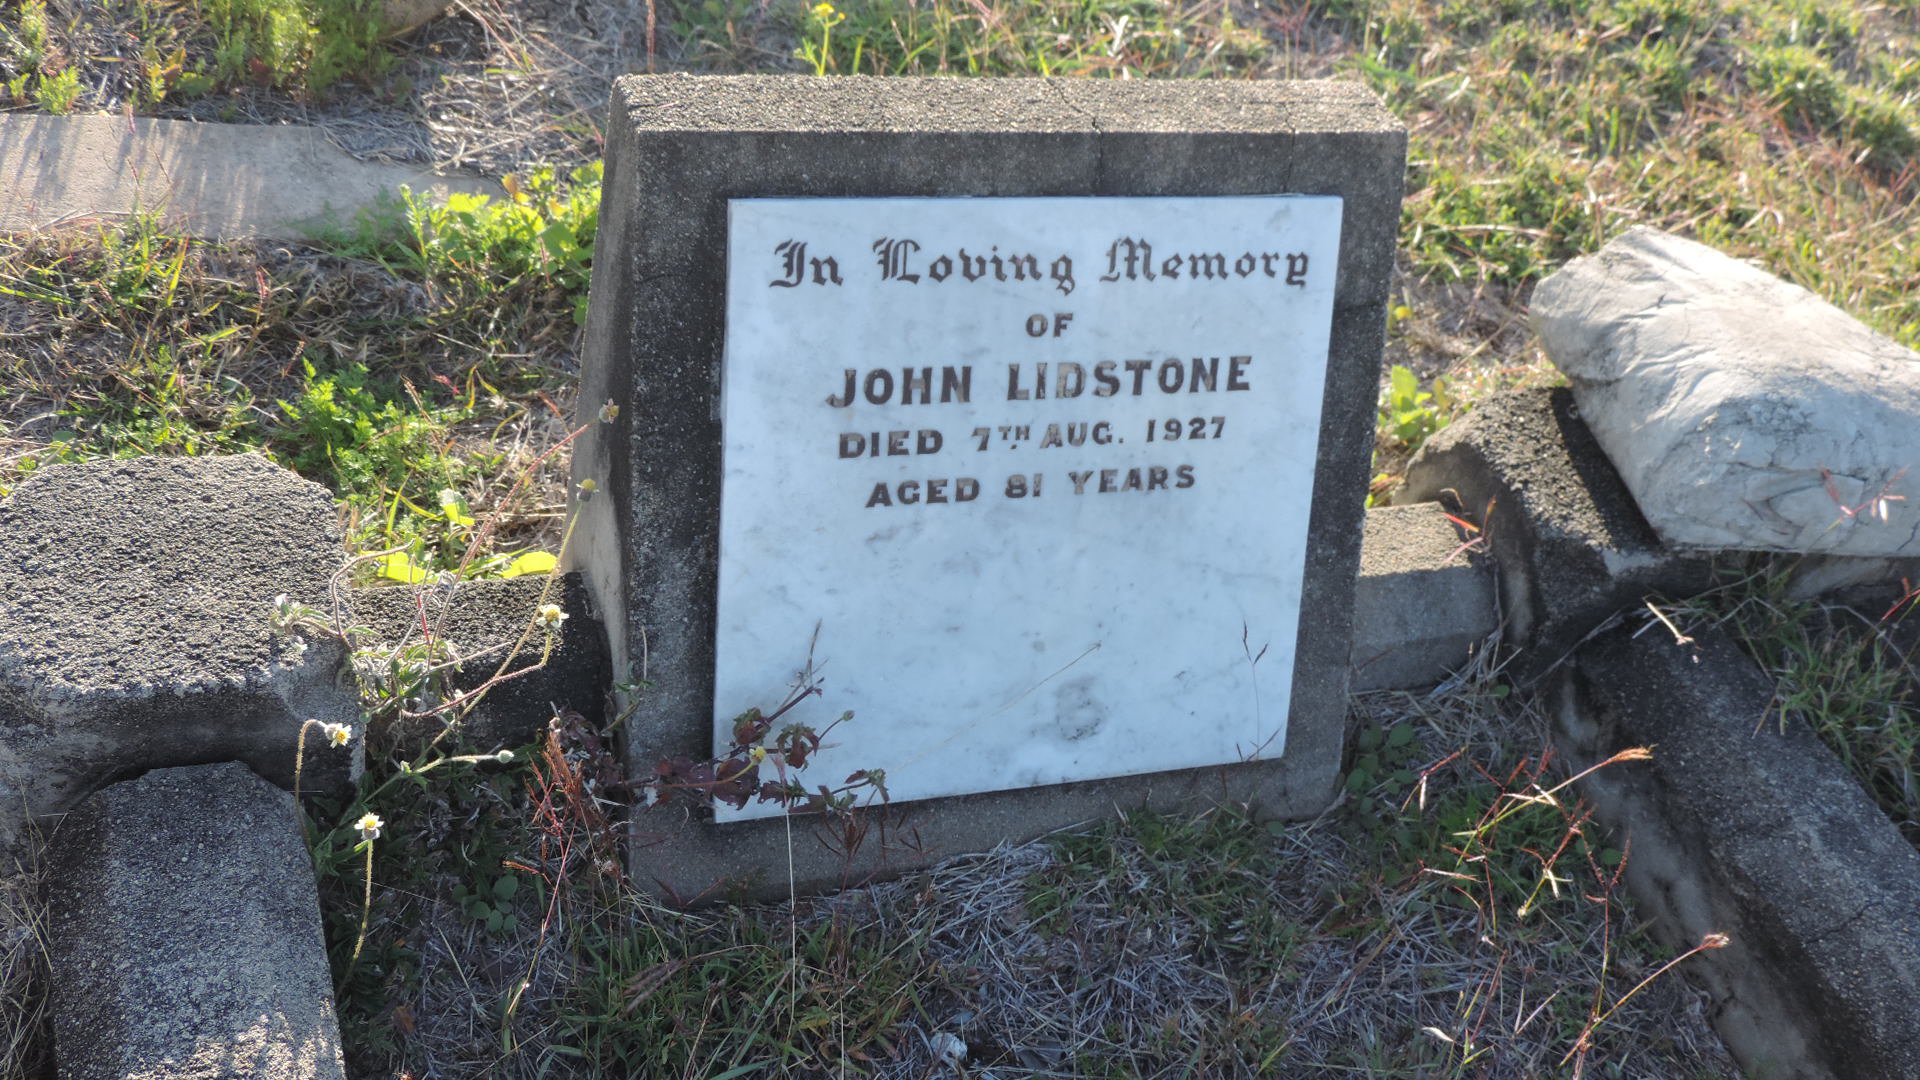 In Loving Memory
OF
JOHN LIDSTONE
DIED 7TH AUG. 1927
AGED 81 YEARS